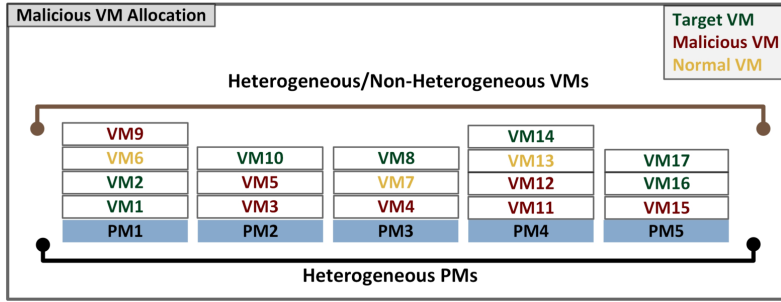 Malicious VM Allocation
Target VM
Malicious VM
Normal VM
Heterogeneous/Non-Heterogeneous VMs
VM9 VM14
VM6 VM10 VM8 VM13 VM17
VM2 VM5 VM7 VM12 VM16
VM1 VM3 VM4 VM11 VM15
PM1 PM2 PM3 PM4 PM5
Heterogeneous PMs